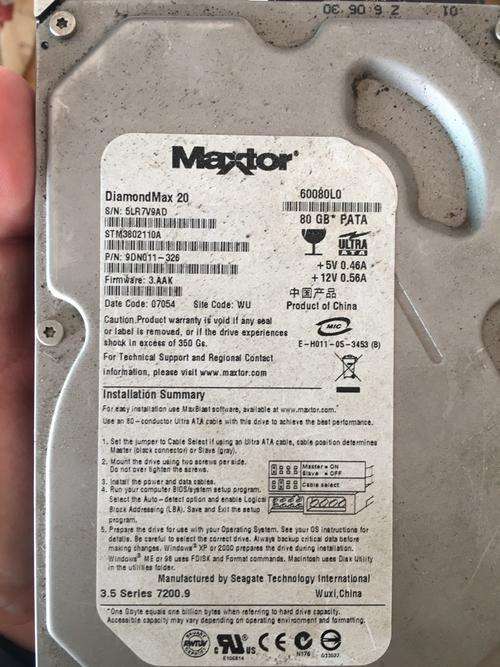 Maxtor
DiamondMax 20
60080L0
S/N: 5LR7V9AD
80 GB* PATA
STM3802110A
ULTRA
ATA
P/N: 9DN011-326
+5V 0.46A
+12V 0.56A
Firmware: 3.AAK
中国产品
Date Code: 07054 Site Code: WU
Product of China
Caution: Product warranty is void if any seal
or label is removed, or if the drive experiences
shock in excess of 350 Gs.
MIC
E-H011-05-3453 (B)
For Technical Support and Regional Contact
information, please visit www.maxtor.com
Installation Summary
For easy installation use MaxBlast software, available at www.maxtor.com.
Use an 80-conductor Ultra ATA cable with this drive to achieve the best performance.
1. Set the jumper to Cable Select if using an Ultra ATA cable, cable position determines
Master (black connector) or Slave (gray).
2. Mount the drive using two screws per side.
Do not over tighten the screws.
Master = ON
Slave = OFF
3. Install the power and data cables.
Cable select
4. Run your computer BIOS/system setup program.
Select the Auto-detect option and enable Logical
Block Addressing (LBA). Save and Exit the setup
program.
5. Prepare the drive for use with your Operating System. See your OS instructions for
details. Be careful to select the correct drive. Always backup critical data before
making changes. Windows® XP or 2000 prepares the drive during installation.
Windows® ME or 98 uses FDISK and Format commands. Macintosh uses Disk Utility
in the utilities folder.
Manufactured by Seagate Technology International
3.5 Series 7200.9
Wuxi, China
*One Gbyte equals one billion bytes when referring to hard drive capacity.
Accessible capacity may vary depending on operating environment and formatting.
N176